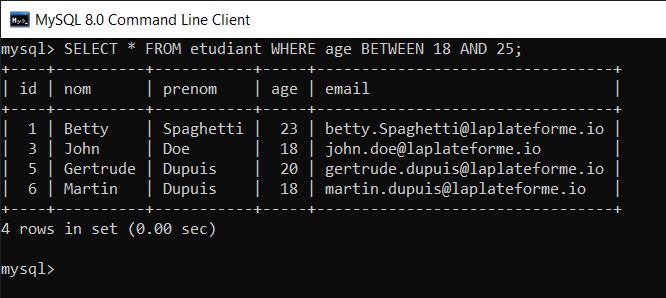 MySQL 8.0 Command Line Client
mysql> SELECT * FROM etudiant WHERE age BETWEEN 18 AND 25;
+----+----------+-----------+-----+--------------------------------+
| id | nom      | prenom    | age | email                          |
+----+----------+-----------+-----+--------------------------------+
|  1 | Betty    | Spaghetti |  23 | betty.Spaghetti@laplateforme.io |
|  3 | John     | Doe       |  18 | john.doe@laplateforme.io       |
|  5 | Gertrude | Dupuis    |  20 | gertrude.dupuis@laplateforme.io |
|  6 | Martin   | Dupuis    |  18 | martin.dupuis@laplateforme.io  |
+----+----------+-----------+-----+--------------------------------+
4 rows in set (0.00 sec)
mysql>